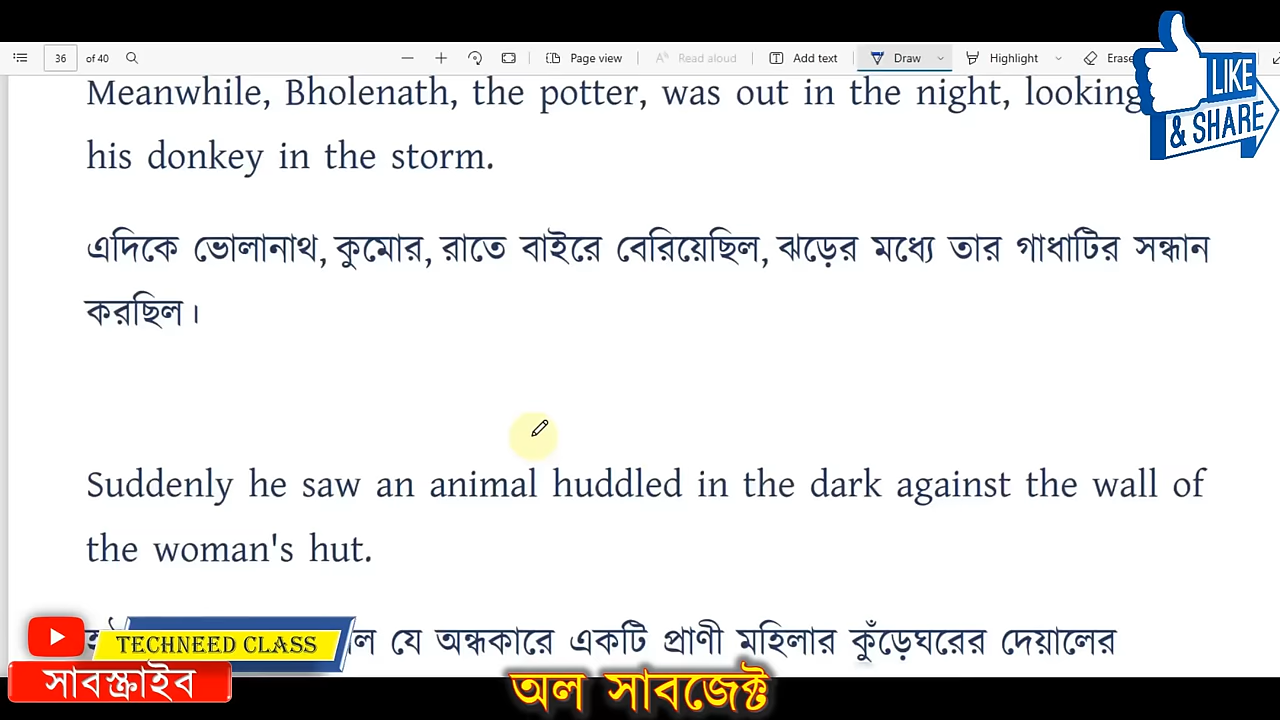 36 of 40 Page view Read aloud Add text Draw Highlight Erase
LIKE
& SHARE
Meanwhile, Bholenath, the potter, was out in the night, looking
his donkey in the storm.
এদিকে ভোলানাথ, কুমোর, রাতে বাইরে বেরিয়েছিল, ঝড়ের মধ্যে তার গাধাটির সন্ধান
করছিল।
Suddenly he saw an animal huddled in the dark against the wall of
the woman's hut.
যে অন্ধকারে একটি প্রাণী মহিলার কুঁড়েঘরের দেয়ালের
TECHNEED CLASS
সাবস্ক্রাইব
অল সাবজেক্ট